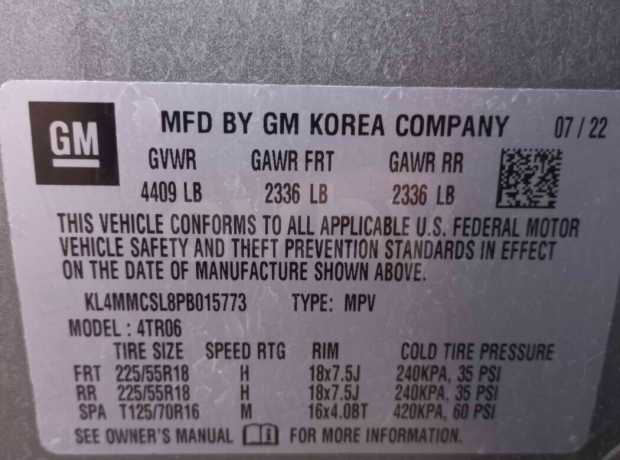 GM
MFD BY GM KOREA COMPANY 07/22
GVWR GAWR FRT GAWR RR
4409 LB 2336 LB 2336 LB
THIS VEHICLE CONFORMS TO ALL APPLICABLE U.S. FEDERAL MOTOR
VEHICLE SAFETY AND THEFT PREVENTION STANDARDS IN EFFECT
ON THE DATE OF MANUFACTURE SHOWN ABOVE.
KL4MMCSL8PB015773 TYPE: MPV
MODEL : 4TR06
TIRE SIZE SPEED RTG RIM COLD TIRE PRESSURE
FRT 225/55R18 H 18x7.5J 240KPA, 35 PSI
RR 225/55R18 H 18x7.5J 240KPA, 35 PSI
SPA T125/70R16 M 16x4.0BT 420KPA, 60 PSI
SEE OWNER'S MANUAL FOR MORE INFORMATION.